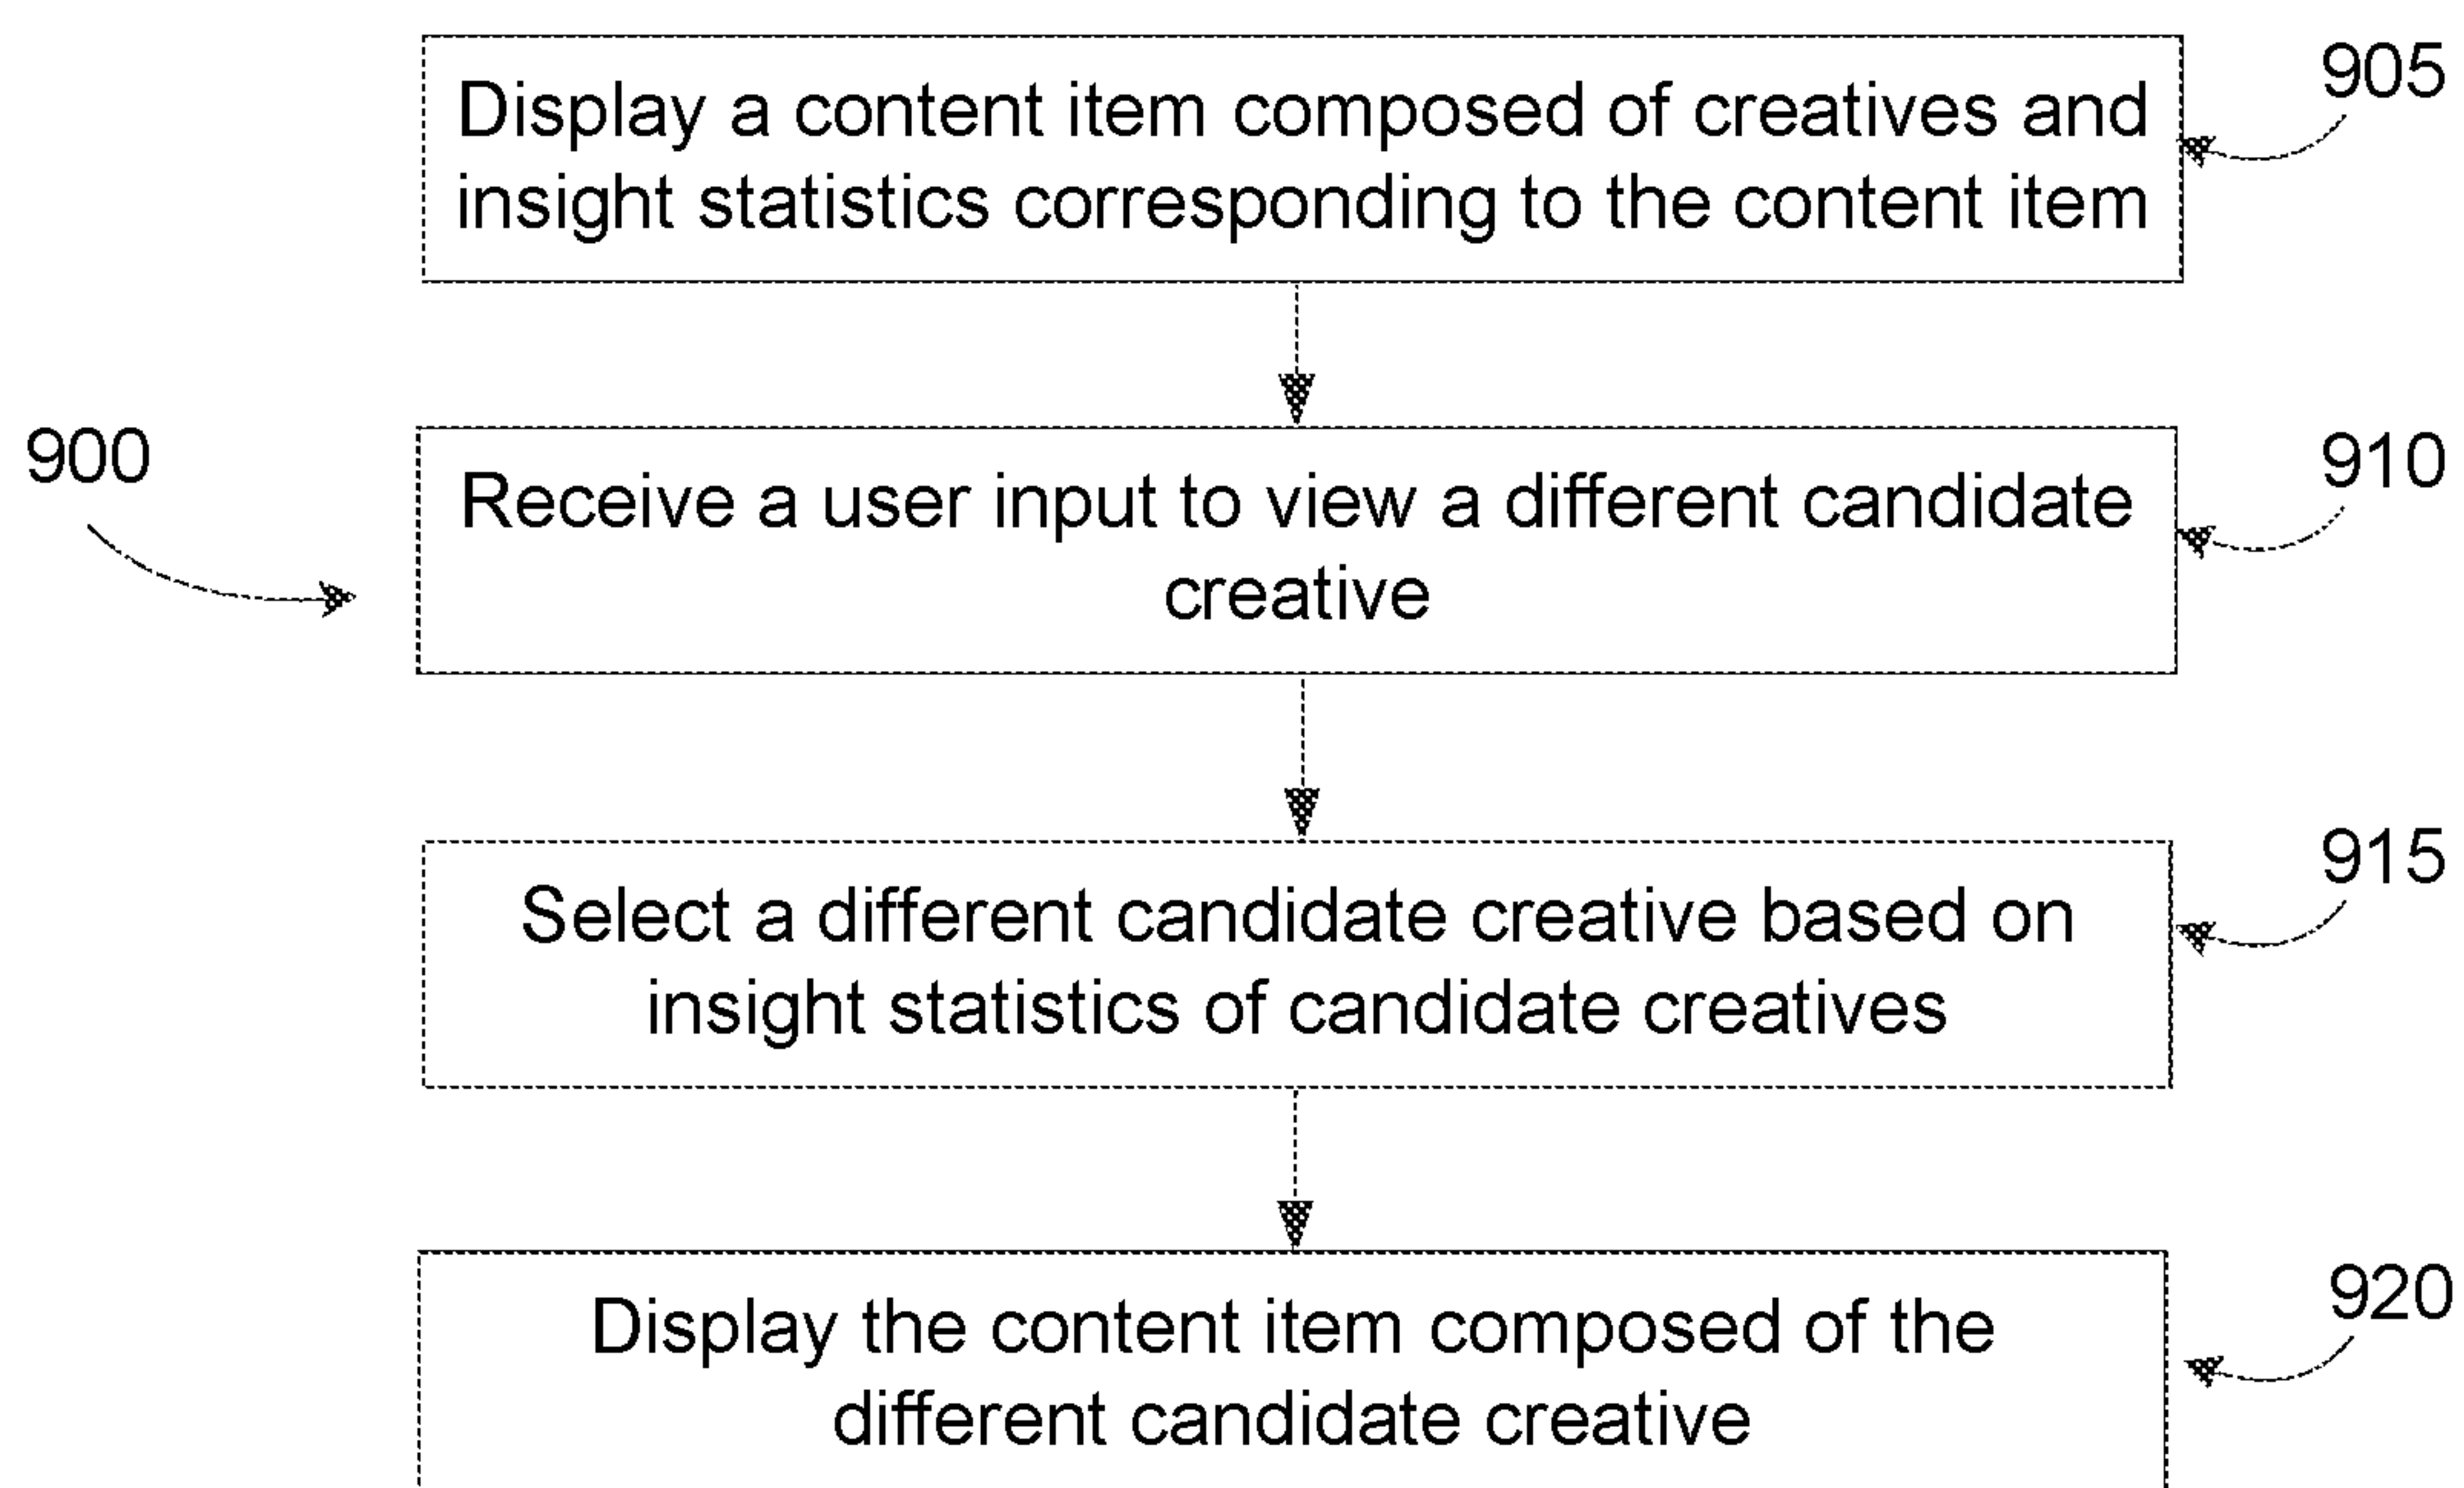 Display a content item composed of creatives and
insight statistics corresponding to the content item
905
900
Receive a user input to view a different candidate
creative
910
Select a different candidate creative based on
insight statistics of candidate creatives
915
Display the content item composed of the
different candidate creative
920